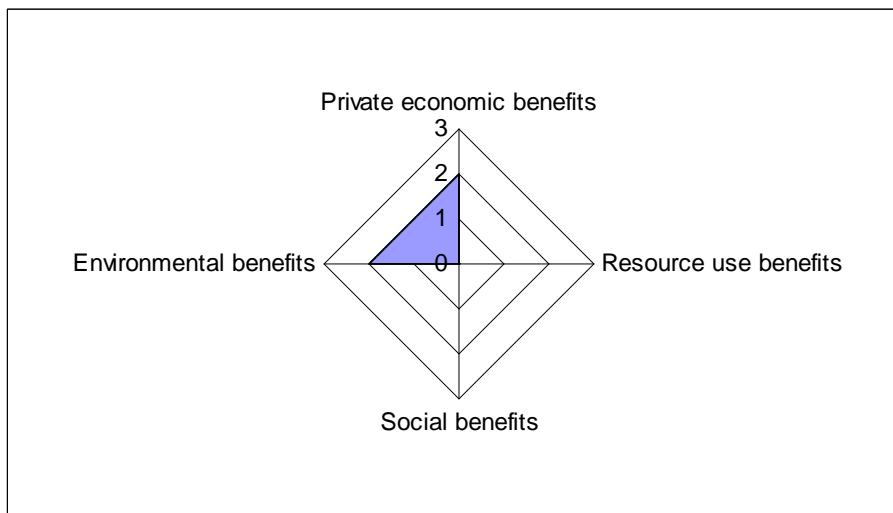 Private economic benefits
3
2
1
Environmental benefits 0 Resource use benefits
Social benefits